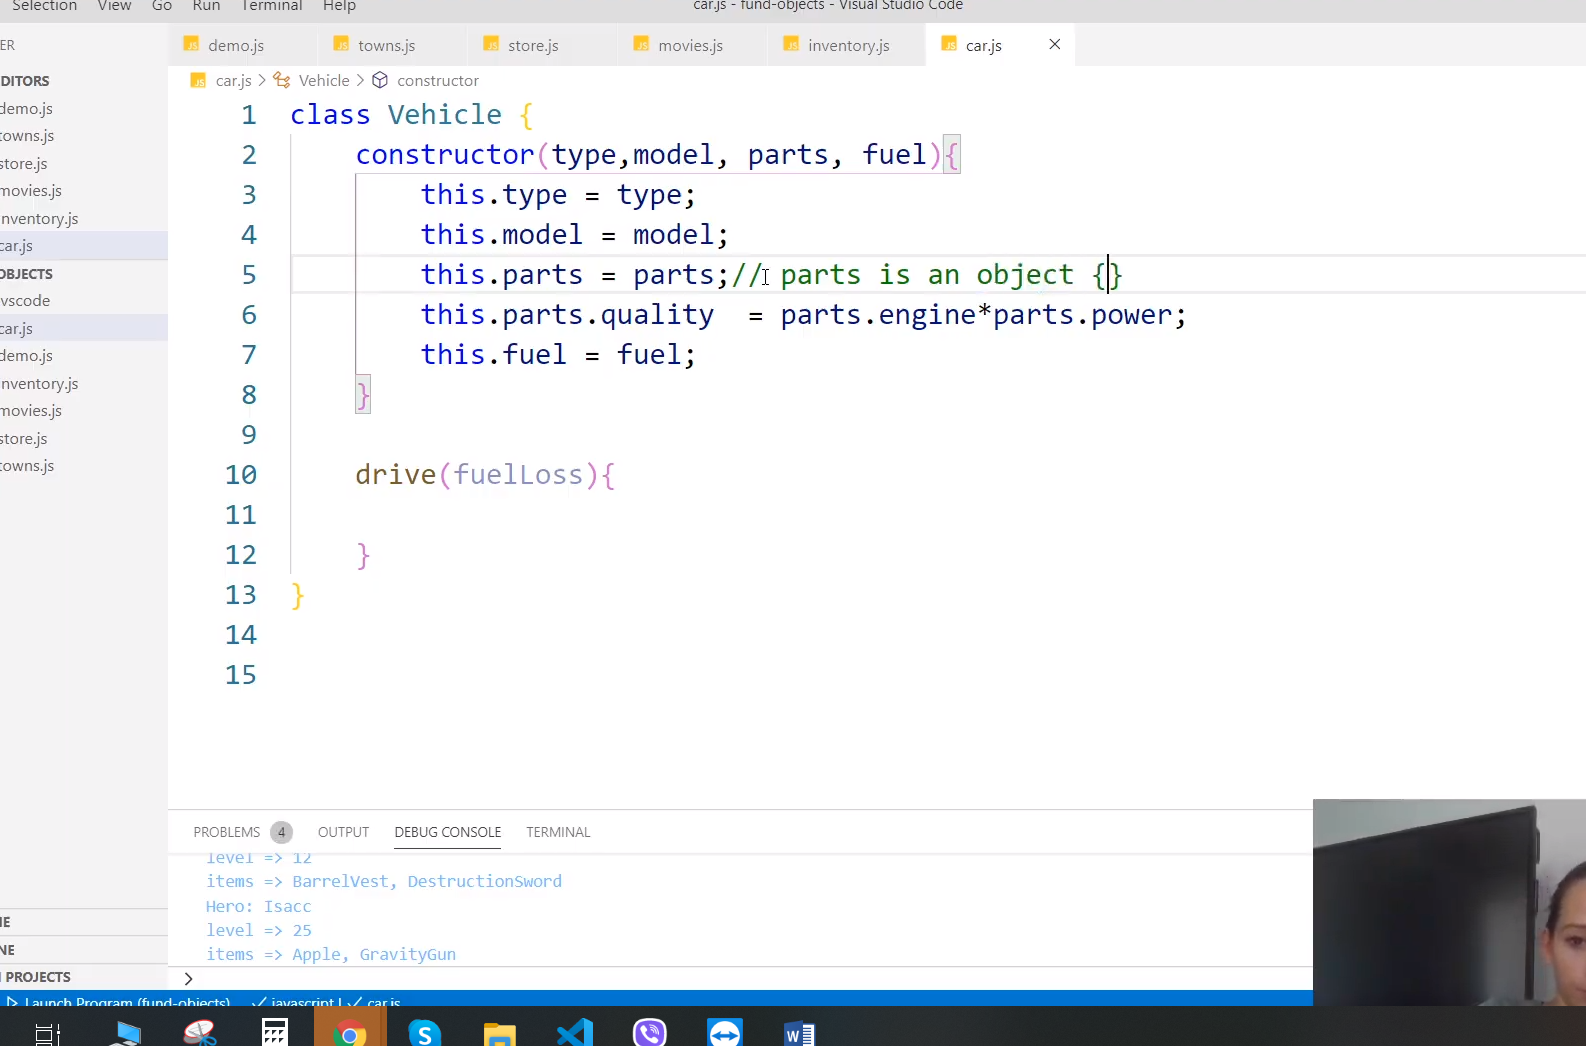 Selection View Go Run Terminal Help car.js - fund-objects - Visual Studio Code
ER
demo.js towns.js store.js movies.js inventory.js car.js
car.js > Vehicle > constructor
DITORS
demo.js
towns.js
store.js
movies.js
nventory.js
car.js
OBJECTS
vscode
car.js
demo.js
nventory.js
movies.js
store.js
towns.js
NE
NE
PROJECTS
1 class Vehicle {
2 constructor(type,model, parts, fuel){
3 this.type = type;
4 this.model = model;
5 this.parts = parts;// parts is an object {}
6 this.parts.quality  = parts.engine*parts.power;
7 this.fuel = fuel;
8 }
9
10 drive(fuelLoss){
11
12 }
13 }
14
15
PROBLEMS 4 OUTPUT DEBUG CONSOLE TERMINAL
level => 12
items => BarrelVest, DestructionSword
Hero: Isacc
level => 25
items => Apple, GravityGun
>
Launch Program (fund-objects) javascript | car.js